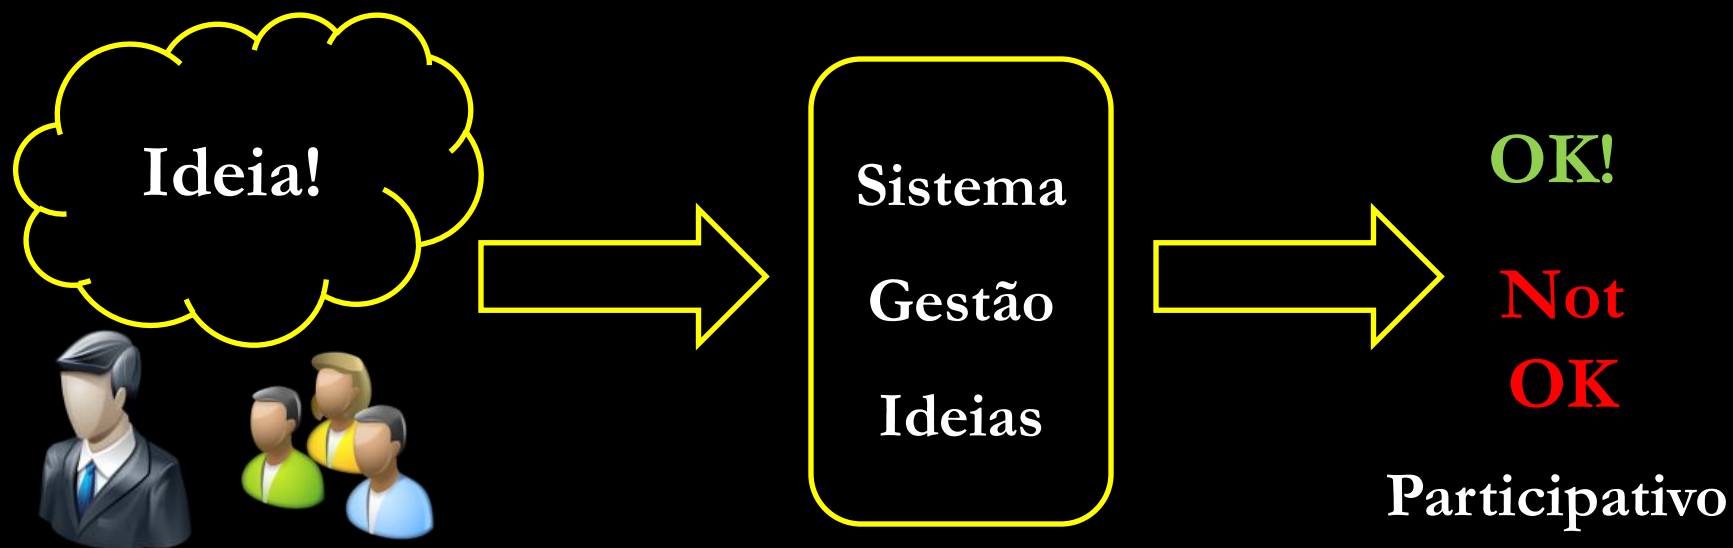 Ideia!
Sistema
Gestão
Ideias
OK!
Not
OK
Participativo